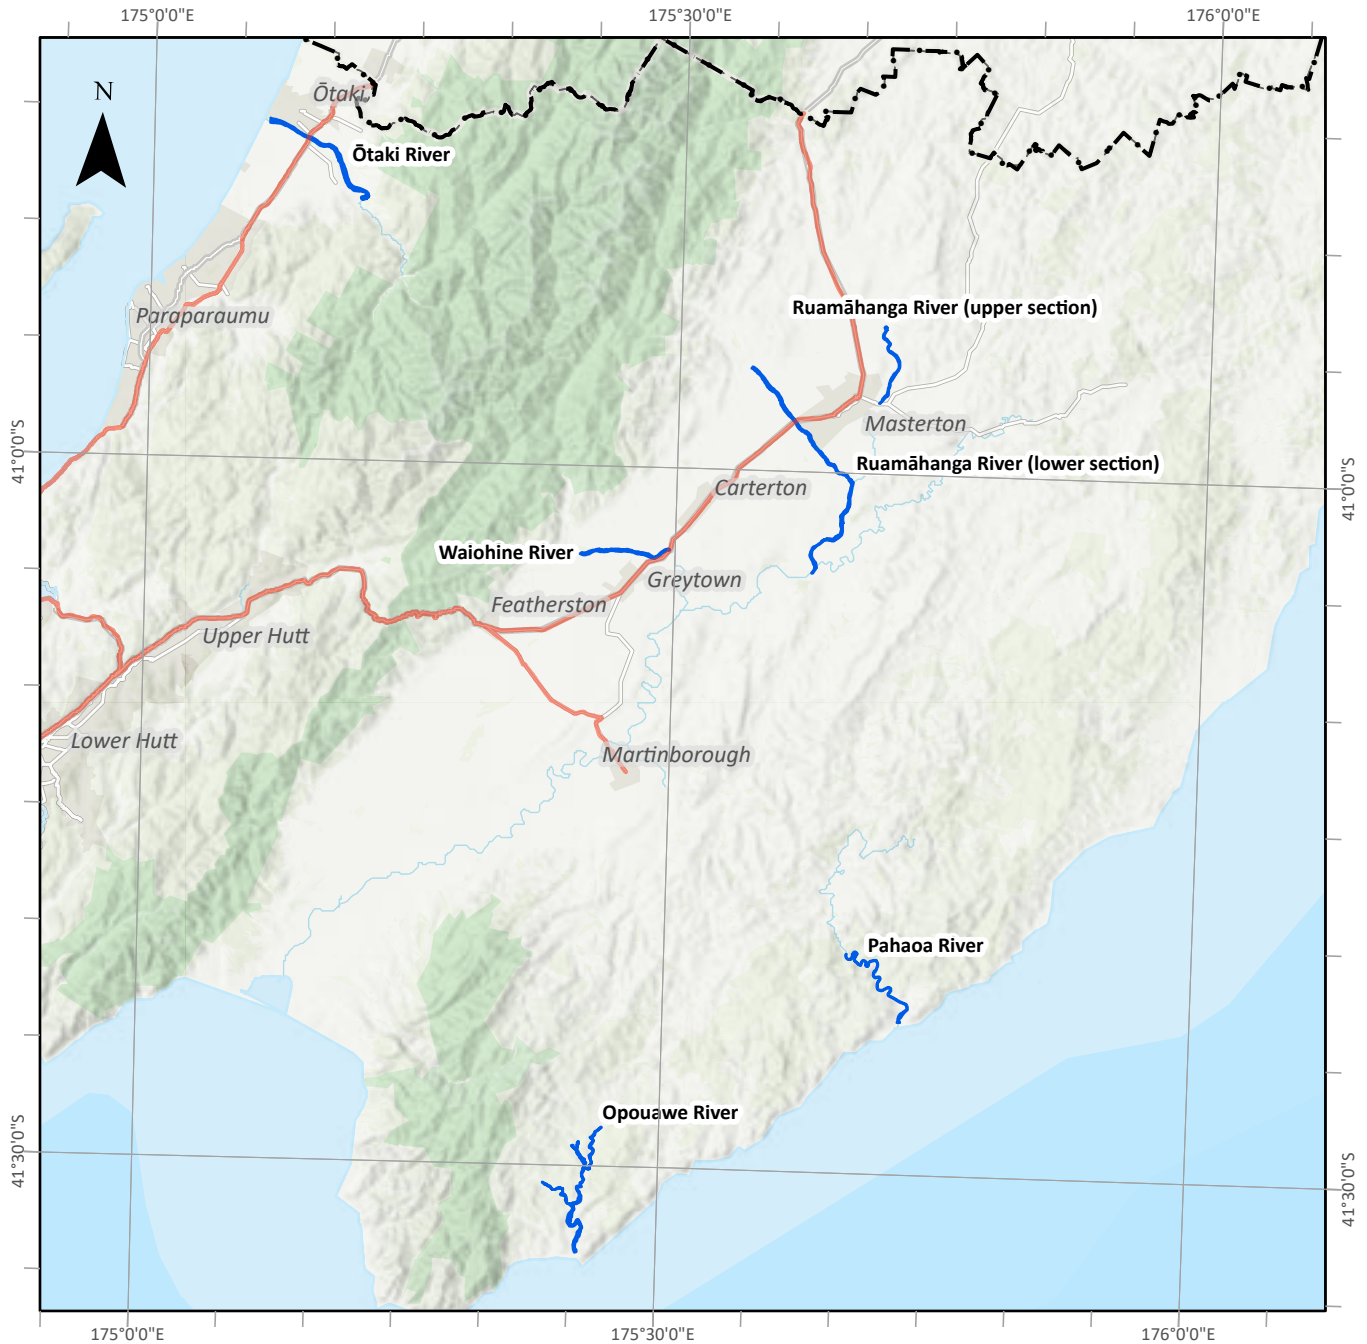 175°0'0"E
175°30'0"E
176°0'0"E
N
Ōtaki
Ōtaki River
Ruamāhanga River (upper section)
Paraparaumu
Masterton
41°0'0"S
Ruamāhanga River (lower section)
Carterton
41°0'0"S
Waiohine River
Greytown
Featherston
Upper Hutt
Lower Hutt
Martinborough
Pahaoa River
Opouawe River
41°30'0"S
41°30'0"S
175°0'0"E
175°30'0"E
176°0'0"E